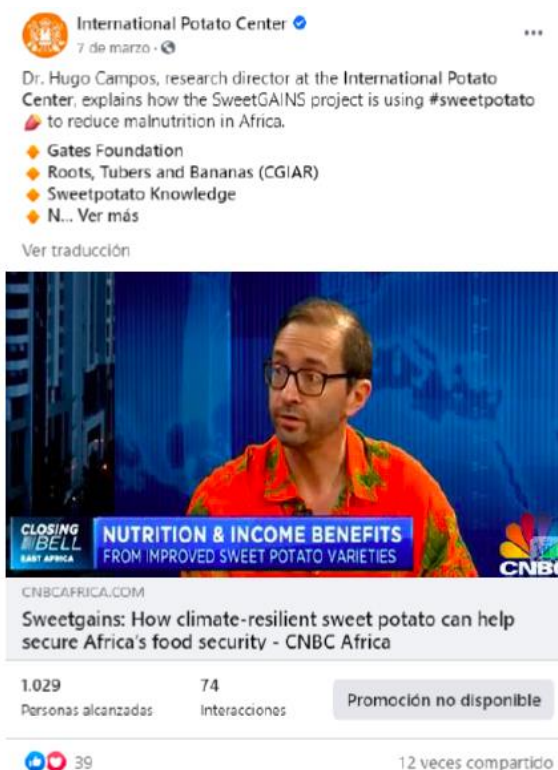 International Potato Center
7 de marzo ·
Dr. Hugo Campos, research director at the International Potato
Center, explains how the SweetGAINS project is using #sweetpotato
🍠 to reduce malnutrition in Africa.
🔸 Gates Foundation
🔸 Roots, Tubers and Bananas (CGIAR)
🔸 Sweetpotato Knowledge
🔸 N... Ver más
Ver traducción
CLOSING
BELL
EAST AFRICA
NUTRITION & INCOME BENEFITS
FROM IMPROVED SWEET POTATO VARIETIES
CNBC
CNBCAFRICA.COM
Sweetgains: How climate-resilient sweet potato can help
secure Africa's food security - CNBC Africa
1.029
Personas alcanzadas
74
Interacciones
Promoción no disponible
39
12 veces compartido